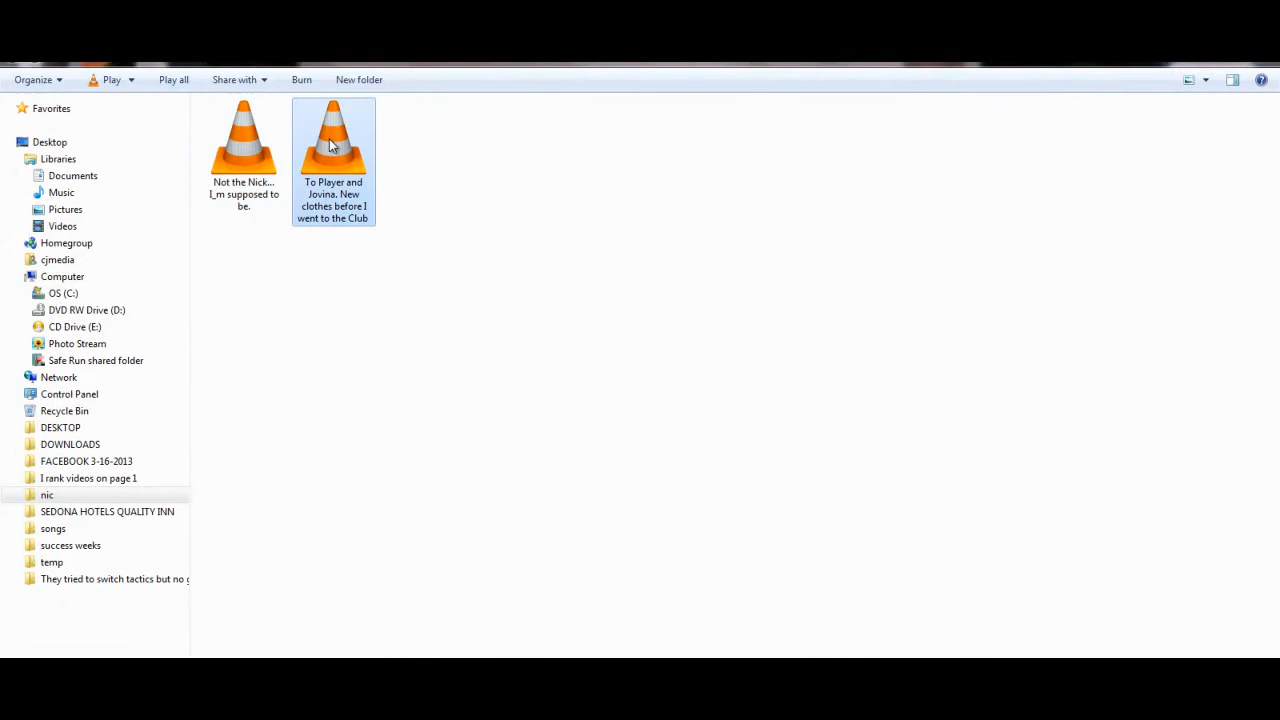 Organize Play Play all Share with Burn New folder
Favorites
Desktop
Libraries
Documents
Music
Pictures
Videos
Homegroup
cjmedia
Computer
OS (C:)
DVD RW Drive (D:)
CD Drive (E:)
Photo Stream
Safe Run shared folder
Network
Control Panel
Recycle Bin
DESKTOP
DOWNLOADS
FACEBOOK 3-16-2013
I rank videos on page 1
nic
SEDONA HOTELS QUALITY INN
songs
success weeks
temp
They tried to switch tactics but no
Not the Nick...
I_m supposed to
be.
To Player and
Jovina. New
clothes before I
went to the Club